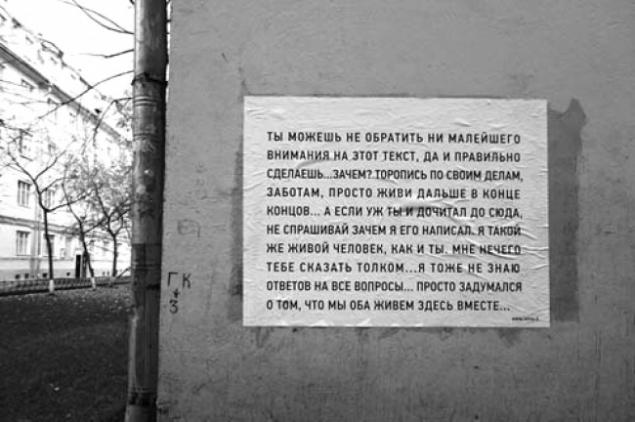 ТЫ МОЖЕШЬ НЕ ОБРАТИТЬ НИ МАЛЕЙШЕГО
ВНИМАНИЯ НА ЭТОТ ТЕКСТ, ДА И ПРАВИЛЬНО
СДЕЛАЕШЬ...ЗАЧЕМ? ТОРОПИСЬ ПО СВОИМ ДЕЛАМ,
ЗАБОТАМ, ПРОСТО ЖИВИ ДАЛЬШЕ В КОНЦЕ
КОНЦОВ... А ЕСЛИ УЖ ТЫ И ДОЧИТАЛ ДО СЮДА,
НЕ СПРАШИВАЙ ЗАЧЕМ Я ЕГО НАПИСАЛ. Я ТАКОЙ
ЖЕ ЖИВОЙ ЧЕЛОВЕК, КАК И ТЫ. МНЕ НЕЧЕГО
ТЕБЕ СКАЗАТЬ ТОЛКОМ...Я ТОЖЕ НЕ ЗНАЮ
ОТВЕТОВ НА ВСЕ ВОПРОСЫ... ПРОСТО ЗАДУМАЛСЯ
О ТОМ, ЧТО МЫ ОБА ЖИВЕМ ЗДЕСЬ ВМЕСТЕ...
ГК
3